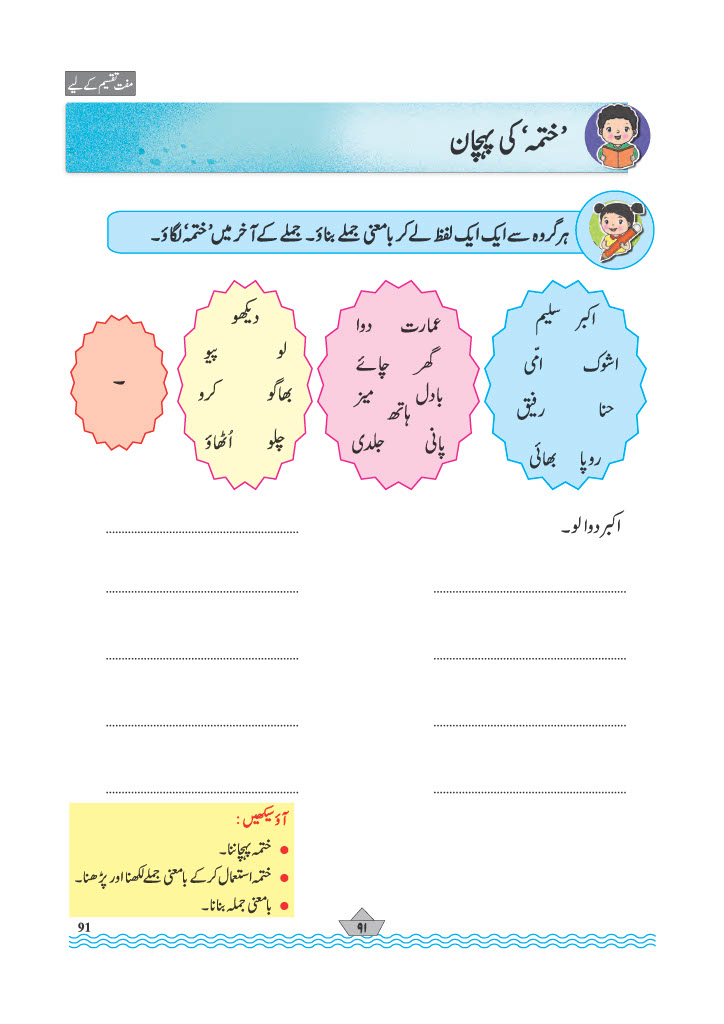 مفت تقسیم کے لیے
’ختمہ‘ کی پہچان
ہر گروہ سے ایک ایک لفظ لے کر بامعنی جملے بناؤ۔ جملے کے آخر میں ’ختمہ‘ لگاؤ۔
اکبر سلیم
اشوک امّی
حنا رفیق
روپا بھائی
عمارت دوا
گھر چائے
بادل میز
ہاتھ
پانی جلدی
دیکھو
لو پیو
بھاگو کرو
چلو اُٹھاؤ
۔
اکبر دوا لو۔
آؤ سیکھیں :
● ختمہ پہچاننا۔
● ختمہ استعمال کر کے بامعنی جملے لکھنا اور پڑھنا۔
● بامعنی جملہ بنانا۔
91
۹۱